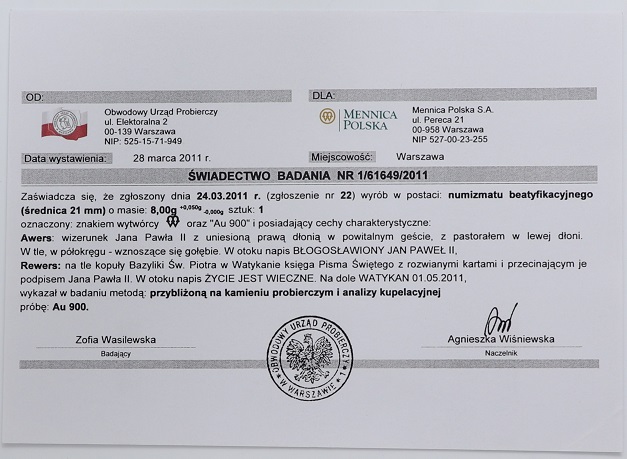 OD:
DLA:
Obwodowy Urząd Probierczy
ul. Elektoralna 2
00-139 Warszawa
NIP: 525-15-71-949
MENNICA
POLSKA
Mennica Polska S.A.
ul. Pereca 21
00-958 Warszawa
NIP 527-00-23-255
Data wystawienia: 28 marca 2011 r.
Miejscowość: Warszawa
ŚWIADECTWO BADANIA NR 1/61649/2011
Zaświadcza się, że zgłoszony dnia 24.03.2011 r. (zgłoszenie nr 22) wyrób w postaci: numizmatu beatyfikacyjnego
(średnica 21 mm) o masie: 8,00g +0,050g -0,000g sztuk: 1
oznaczony: znakiem wytwórcy oraz "Au 900" i posiadający cechy charakterystyczne:
Awers: wizerunek Jana Pawła II z uniesioną prawą dłonią w powitalnym geście, z pastorałem w lewej dłoni.
W tle, w półokręgu - wznoszące się gołębie. W otoku napis BŁOGOSŁAWIONY JAN PAWEŁ II,
Rewers: na tle kopuły Bazyliki Św. Piotra w Watykanie księga Pisma Świętego z rozwianymi kartami i przecinającym je
podpisem Jana Pawła II. W otoku napis ŻYCIE JEST WIECZNE. Na dole WATYKAN 01.05.2011,
wykazał w badaniu metodą: przybliżoną na kamieniu probierczym i analizy kupelacyjnej
próbę: Au 900.
Zofia Wasilewska
Badający
OBWODOWY URZĄD PROBIERCZY
W WARSZAWIE
1
Agnieszka Wiśniewska
Naczelnik